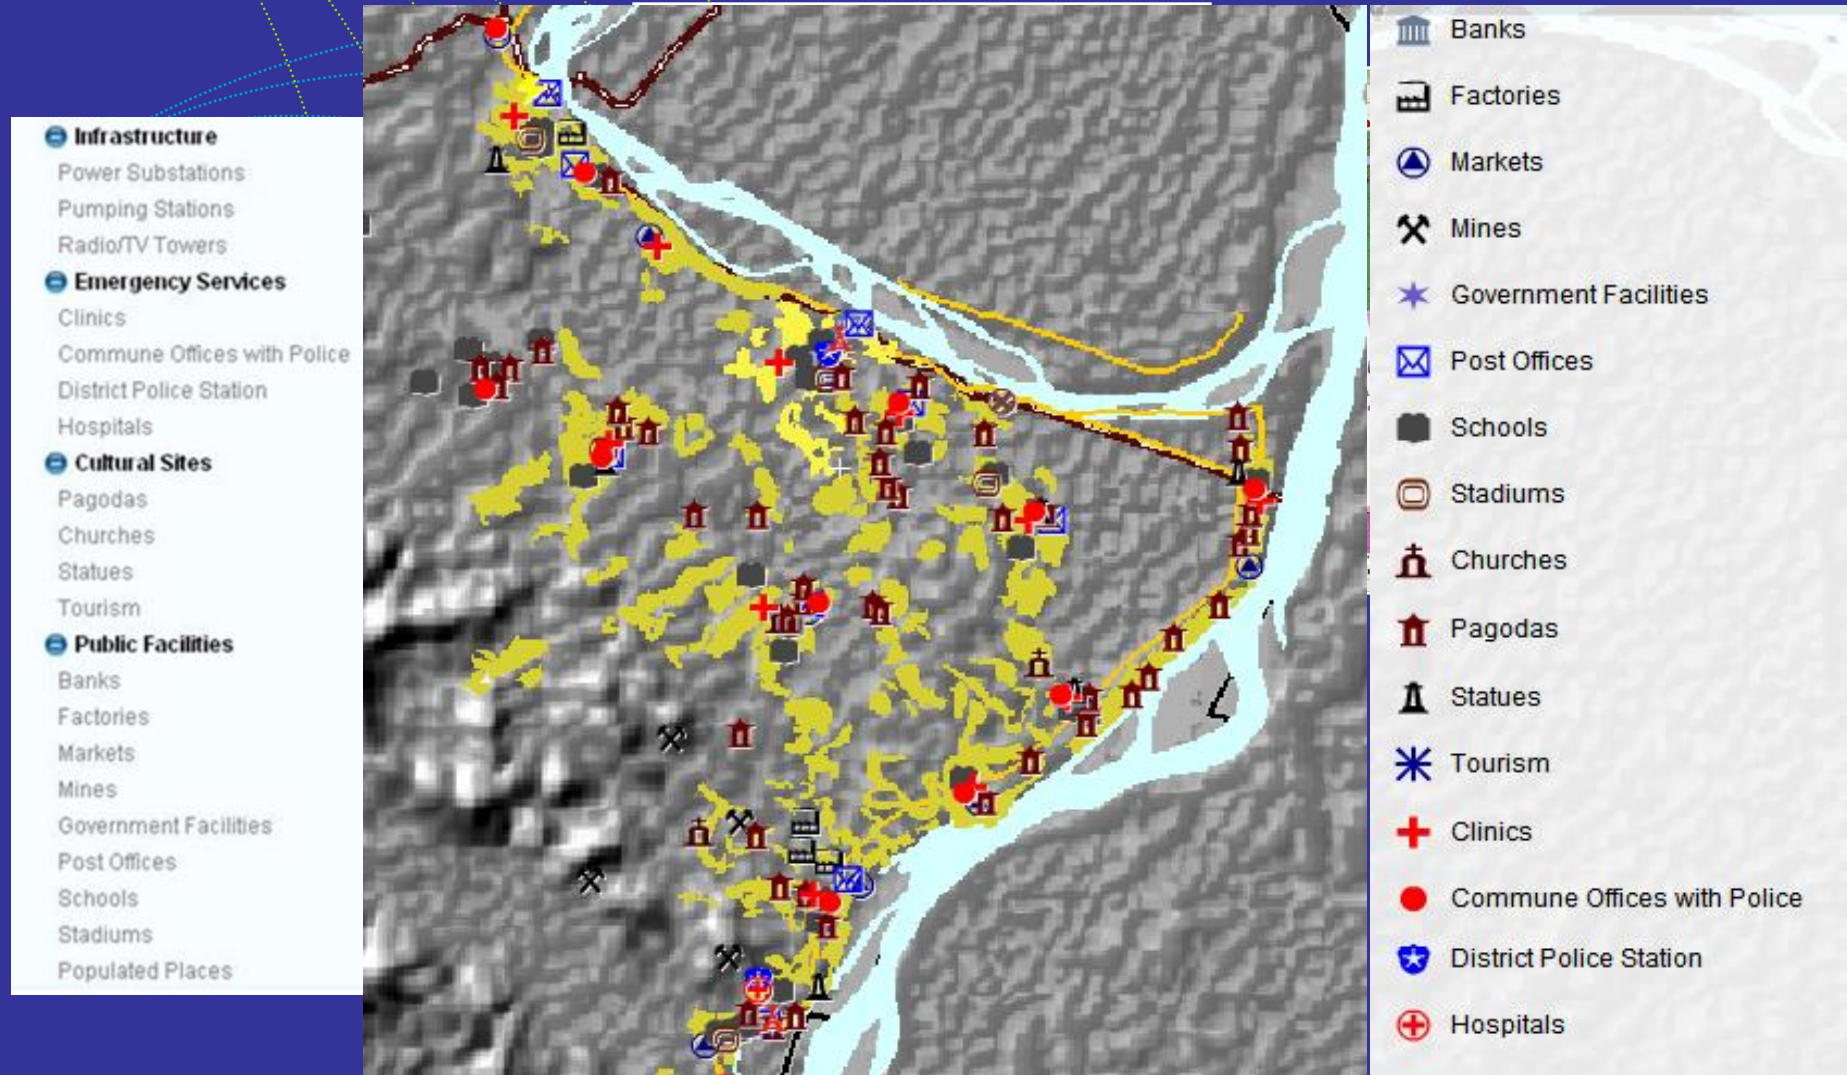 Infrastructure
Power Substations
Pumping Stations
Radio/TV Towers
Emergency Services
Clinics
Commune Offices with Police
District Police Station
Hospitals
Cultural Sites
Pagodas
Churches
Statues
Tourism
Public Facilities
Banks
Factories
Markets
Mines
Government Facilities
Post Offices
Schools
Stadiums
Populated Places
Banks
Factories
Markets
Mines
Government Facilities
Post Offices
Schools
Stadiums
Churches
Pagodas
Statues
Tourism
Clinics
Commune Offices with Police
District Police Station
Hospitals